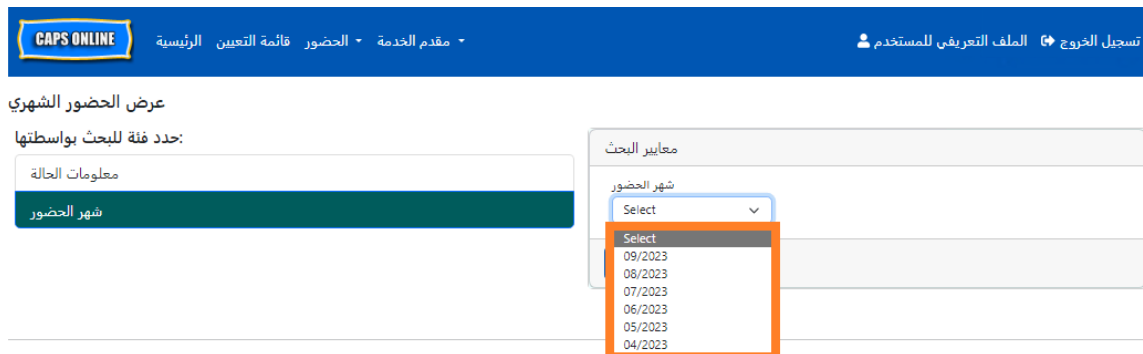 CAPS ONLINE
الرئيسية قائمة التعيين الحضور مقدم الخدمة
الملف التعريفي للمستخدم تسجيل الخروج
عرض الحضور الشهري
حدد فئة للبحث بواسطتها:
معلومات الحالة
شهر الحضور
معايير البحث
شهر الحضور
Select
Select
09/2023
08/2023
07/2023
06/2023
05/2023
04/2023